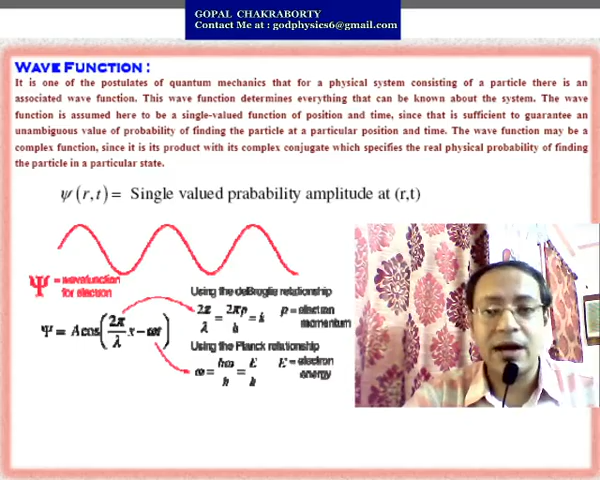 GOPAL CHAKRABORTY
Contact Me at : godphysics6@gmail.com
WAVE FUNCTION :
It is one of the postulates of quantum mechanics that for a physical system consisting of a particle there is an
associated wave function. This wave function determines everything that can be known about the system. The wave
function is assumed here to be a single-valued function of position and time, since that is sufficient to guarantee an
unambiguous value of probability of finding the particle at a particular position and time. The wave function may be a
complex function, since it is its product with its complex conjugate which specifies the real physical probability of finding
the particle in a particular state.
ψ(r,t) = Single valued prabability amplitude at (r,t)
Ψ = wavefunction
for electron
Using the deBroglie relationship
2π/λ = 2πp/h = k
p = electron
momentum
Ψ = A cos(2π/λ x − ωt)
Using the Planck relationship
ω = ħω/ħ = E/ħ
E = electron
energy